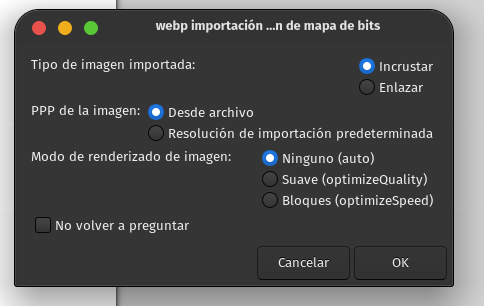 webp importación ...n de mapa de bits
Tipo de imagen importada:
Incrustar
Enlazar
PPP de la imagen:
Desde archivo
Resolución de importación predeterminada
Modo de renderizado de imagen:
Ninguno (auto)
Suave (optimizeQuality)
Bloques (optimizeSpeed)
No volver a preguntar
Cancelar
OK